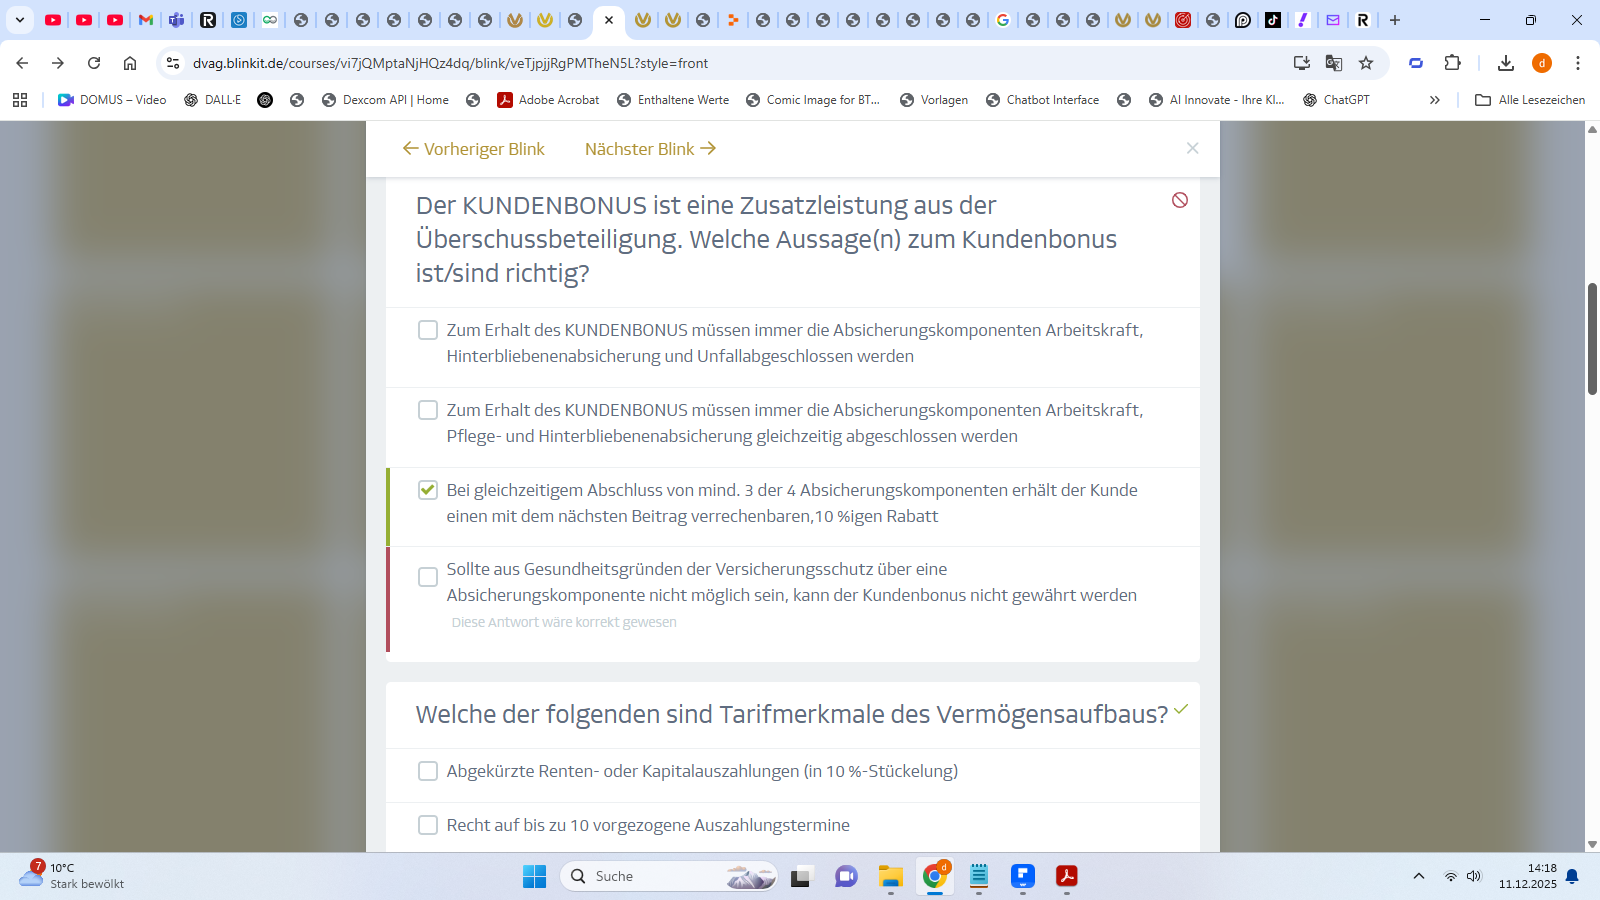 dvag.blinkit.de/courses/vi7jQMptaNjHQz4dq/blink/veTjpjjRgPMTheN5L?style=front
d
DOMUS – Video
DALL·E
Dexcom API | Home
Adobe Acrobat
Enthaltene Werte
Comic Image for BT...
Vorlagen
Chatbot Interface
AI Innovate - Ihre KI...
ChatGPT
Alle Lesezeichen
← Vorheriger Blink
Nächster Blink →
Der KUNDENBONUS ist eine Zusatzleistung aus der
Überschussbeteiligung. Welche Aussage(n) zum Kundenbonus
ist/sind richtig?
Zum Erhalt des KUNDENBONUS müssen immer die Absicherungskomponenten Arbeitskraft,
Hinterbliebenenabsicherung und Unfallabgeschlossen werden
Zum Erhalt des KUNDENBONUS müssen immer die Absicherungskomponenten Arbeitskraft,
Pflege- und Hinterbliebenenabsicherung gleichzeitig abgeschlossen werden
Bei gleichzeitigem Abschluss von mind. 3 der 4 Absicherungskomponenten erhält der Kunde
einen mit dem nächsten Beitrag verrechenbaren,10 %igen Rabatt
Sollte aus Gesundheitsgründen der Versicherungsschutz über eine
Absicherungskomponente nicht möglich sein, kann der Kundenbonus nicht gewährt werden
Diese Antwort wäre korrekt gewesen
Welche der folgenden sind Tarifmerkmale des Vermögensaufbaus?
Abgekürzte Renten- oder Kapitalauszahlungen (in 10 %-Stückelung)
Recht auf bis zu 10 vorgezogene Auszahlungstermine
7
10°C
Stark bewölkt
Suche
d
14:18
11.12.2025